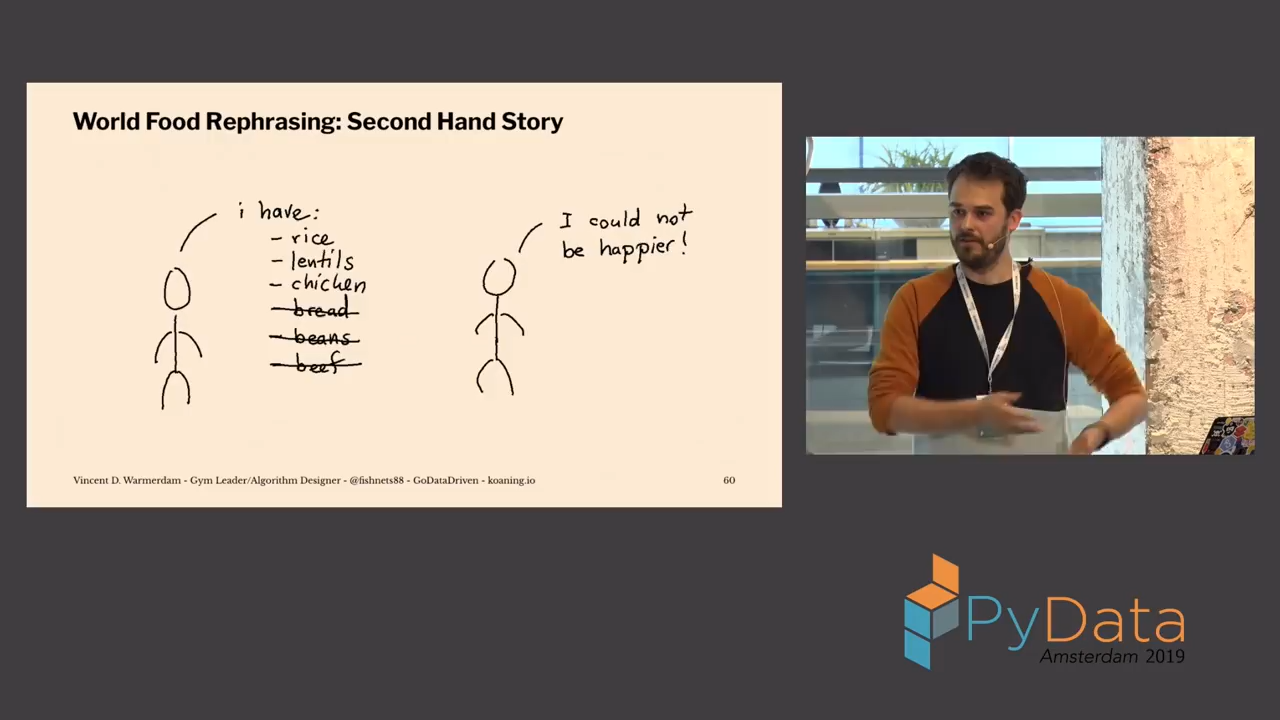 World Food Rephrasing: Second Hand Story
i have:
- rice
- lentils
- chicken
- bread
- beans
- beef
I could not
be happier!
Vincent D. Warmerdam - Gym Leader/Algorithm Designer - @fishnets88 - GoDataDriven - koaning.io
60
PyData
Amsterdam 2019